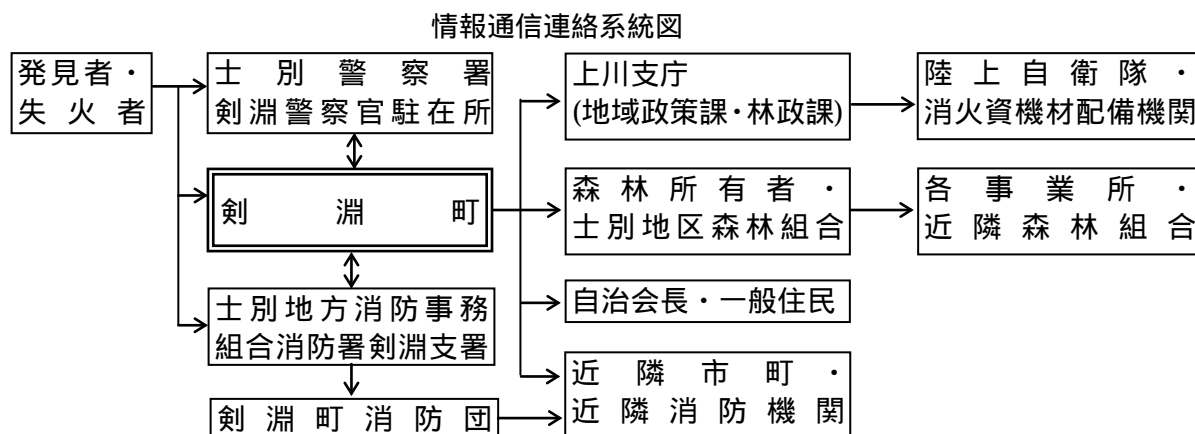 情報通信連絡系統図
発見者・
失火者
士別警察署
剣淵警察官駐在所
剣淵町
士別地方消防事務
組合消防署剣淵支署
剣淵町消防団
上川支庁
(地域政策課・林政課)
森林所有者・
士別地区森林組合
自治会長・一般住民
近隣市町・
近隣消防機関
陸上自衛隊・
消火資機材配備機関
各事業所・
近隣森林組合